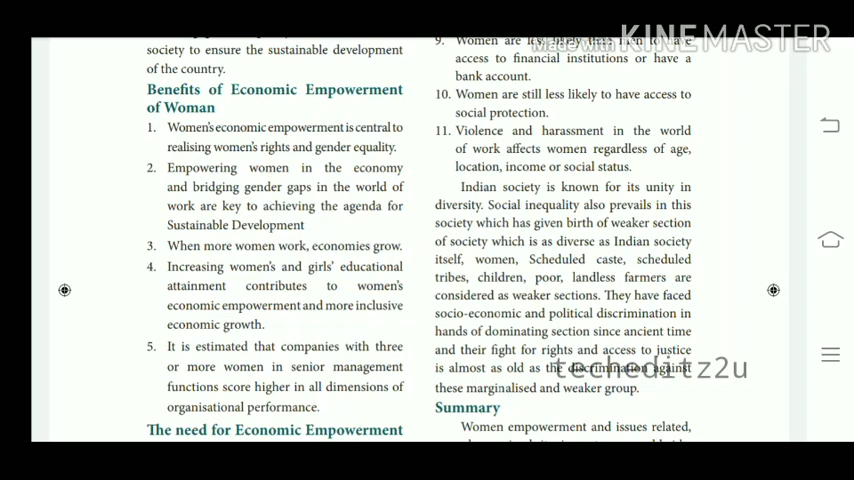 society to ensure the sustainable development
of the country.
Benefits of Economic Empowerment
of Woman
1. Women's economic empowerment is central to
realising women's rights and gender equality.
2. Empowering women in the economy
and bridging gender gaps in the world of
work are key to achieving the agenda for
Sustainable Development
3. When more women work, economies grow.
4. Increasing women's and girls' educational
attainment contributes to women's
economic empowerment and more inclusive
economic growth.
5. It is estimated that companies with three
or more women in senior management
functions score higher in all dimensions of
organisational performance.
The need for Economic Empowerment
9. Women are less likely than men to have
access to financial institutions or have a
bank account.
10. Women are still less likely to have access to
social protection.
11. Violence and harassment in the world
of work affects women regardless of age,
location, income or social status.
Indian society is known for its unity in
diversity. Social inequality also prevails in this
society which has given birth of weaker section
of society which is as diverse as Indian society
itself, women, Scheduled caste, scheduled
tribes, children, poor, landless farmers are
considered as weaker sections. They have faced
socio-economic and political discrimination in
hands of dominating section since ancient time
and their fight for rights and access to justice
is almost as old as the discrimination against
these marginalised and weaker group.
Summary
Women empowerment and issues related,
Made with KINEMASTER
techeditz2u